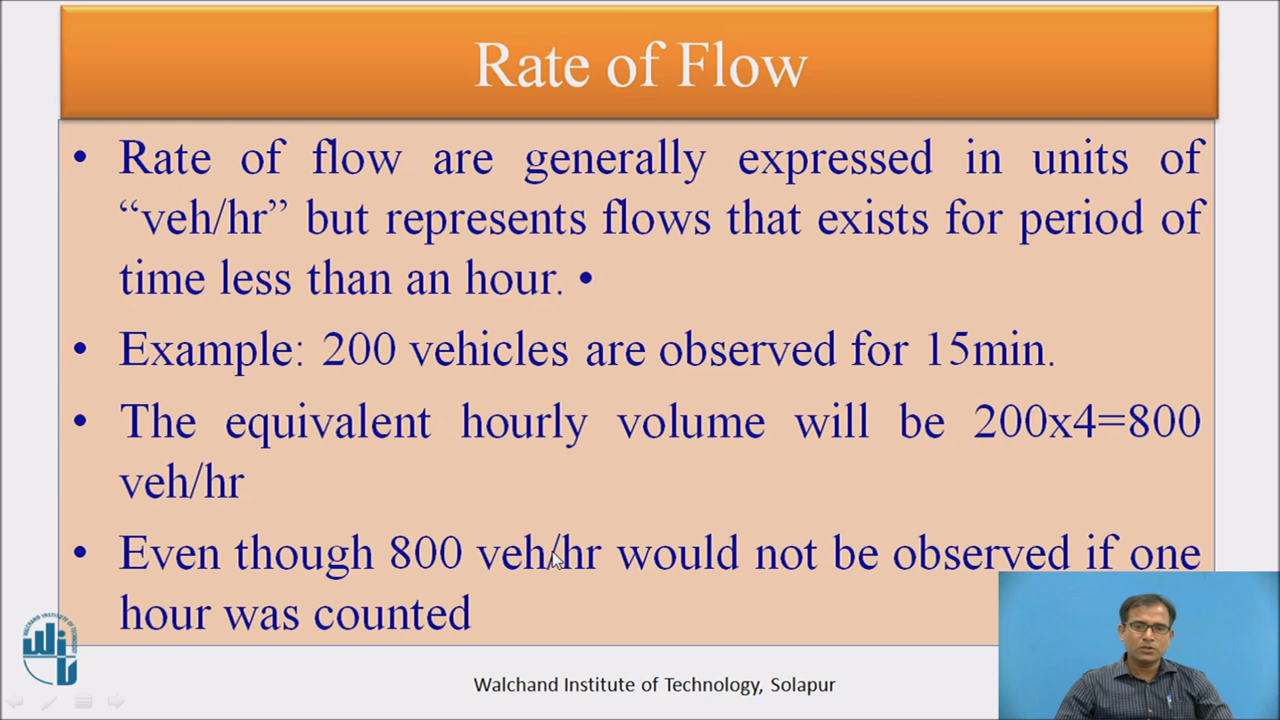 Rate of Flow
• Rate of flow are generally expressed in units of
“veh/hr” but represents flows that exists for period of
time less than an hour. •
• Example: 200 vehicles are observed for 15min.
• The equivalent hourly volume will be 200x4=800
veh/hr
• Even though 800 veh/hr would not be observed if one
hour was counted
Walchand Institute of Technology, Solapur